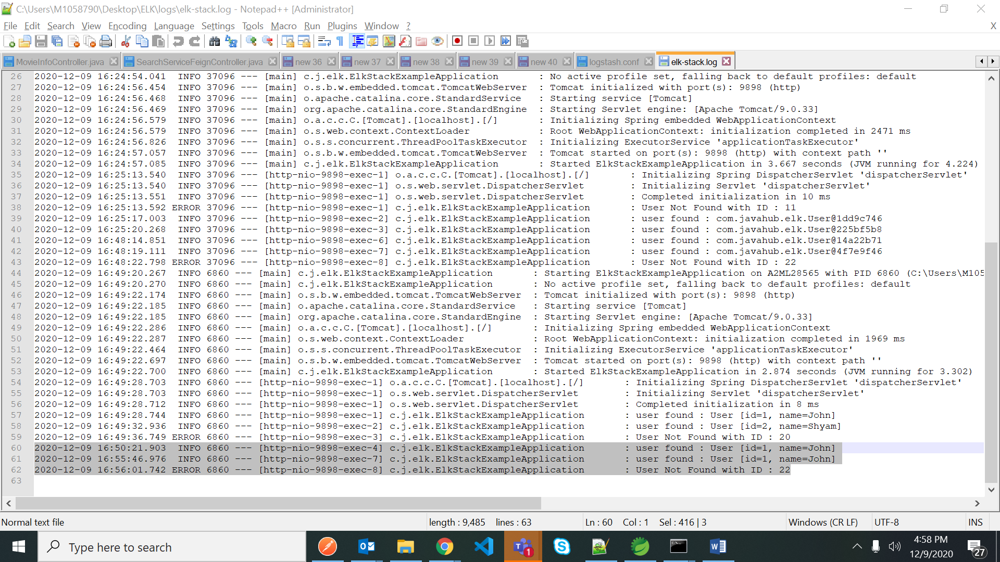 C:\Users\M1058790\Desktop\ELK\logs\elk-stack.log - Notepad++ [Administrator]
File Edit Search View Encoding Language Settings Tools Macro Run Plugins Window ? X
MovieInfoController.java SearchServiceFeignController.java new 36 new 37 new 38 new 39 new 40 logstash.conf elk-stack.log
26 2020-12-09 16:24:54.041 INFO 37096 --- [main] c.j.elk.ElkStackExampleApplication : No active profile set, falling back to default profiles: default
27 2020-12-09 16:24:56.454 INFO 37096 --- [main] o.s.b.w.embedded.tomcat.TomcatWebServer : Tomcat initialized with port(s): 9898 (http)
28 2020-12-09 16:24:56.468 INFO 37096 --- [main] o.apache.catalina.core.StandardService : Starting service [Tomcat]
29 2020-12-09 16:24:56.469 INFO 37096 --- [main] org.apache.catalina.core.StandardEngine : Starting Servlet engine: [Apache Tomcat/9.0.33]
30 2020-12-09 16:24:56.579 INFO 37096 --- [main] o.a.c.c.C.[Tomcat].[localhost].[/] : Initializing Spring embedded WebApplicationContext
31 2020-12-09 16:24:56.579 INFO 37096 --- [main] o.s.web.context.ContextLoader : Root WebApplicationContext: initialization completed in 2471 ms
32 2020-12-09 16:24:56.826 INFO 37096 --- [main] o.s.s.concurrent.ThreadPoolTaskExecutor : Initializing ExecutorService 'applicationTaskExecutor'
33 2020-12-09 16:24:57.057 INFO 37096 --- [main] o.s.b.w.embedded.tomcat.TomcatWebServer : Tomcat started on port(s): 9898 (http) with context path ''
34 2020-12-09 16:24:57.085 INFO 37096 --- [main] c.j.elk.ElkStackExampleApplication : Started ElkStackExampleApplication in 3.667 seconds (JVM running for 4.224)
35 2020-12-09 16:25:13.540 INFO 37096 --- [http-nio-9898-exec-1] o.a.c.c.C.[Tomcat].[localhost].[/] : Initializing Spring DispatcherServlet 'dispatcherServlet'
36 2020-12-09 16:25:13.540 INFO 37096 --- [http-nio-9898-exec-1] o.s.web.servlet.DispatcherServlet : Initializing Servlet 'dispatcherServlet'
37 2020-12-09 16:25:13.551 INFO 37096 --- [http-nio-9898-exec-1] o.s.web.servlet.DispatcherServlet : Completed initialization in 10 ms
38 2020-12-09 16:25:13.592 ERROR 37096 --- [http-nio-9898-exec-1] c.j.elk.ElkStackExampleApplication : User Not Found with ID : 11
39 2020-12-09 16:25:17.003 INFO 37096 --- [http-nio-9898-exec-2] c.j.elk.ElkStackExampleApplication : user found : com.javahub.elk.User@1dd9c746
40 2020-12-09 16:25:20.268 INFO 37096 --- [http-nio-9898-exec-3] c.j.elk.ElkStackExampleApplication : user found : com.javahub.elk.User@225bf5b8
41 2020-12-09 16:48:14.851 INFO 37096 --- [http-nio-9898-exec-6] c.j.elk.ElkStackExampleApplication : user found : com.javahub.elk.User@14a22b71
42 2020-12-09 16:48:19.111 INFO 37096 --- [http-nio-9898-exec-7] c.j.elk.ElkStackExampleApplication : user found : com.javahub.elk.User@4f7e9f46
43 2020-12-09 16:48:22.798 ERROR 37096 --- [http-nio-9898-exec-8] c.j.elk.ElkStackExampleApplication : User Not Found with ID : 22
44 2020-12-09 16:49:20.267 INFO 6860 --- [main] c.j.elk.ElkStackExampleApplication : Starting ElkStackExampleApplication on A2ML28565 with PID 6860 (C:\Users\M105
45 2020-12-09 16:49:20.270 INFO 6860 --- [main] c.j.elk.ElkStackExampleApplication : No active profile set, falling back to default profiles: default
46 2020-12-09 16:49:22.174 INFO 6860 --- [main] o.s.b.w.embedded.tomcat.TomcatWebServer : Tomcat initialized with port(s): 9898 (http)
47 2020-12-09 16:49:22.185 INFO 6860 --- [main] o.apache.catalina.core.StandardService : Starting service [Tomcat]
48 2020-12-09 16:49:22.185 INFO 6860 --- [main] org.apache.catalina.core.StandardEngine : Starting Servlet engine: [Apache Tomcat/9.0.33]
49 2020-12-09 16:49:22.286 INFO 6860 --- [main] o.a.c.c.C.[Tomcat].[localhost].[/] : Initializing Spring embedded WebApplicationContext
50 2020-12-09 16:49:22.287 INFO 6860 --- [main] o.s.web.context.ContextLoader : Root WebApplicationContext: initialization completed in 1969 ms
51 2020-12-09 16:49:22.464 INFO 6860 --- [main] o.s.s.concurrent.ThreadPoolTaskExecutor : Initializing ExecutorService 'applicationTaskExecutor'
52 2020-12-09 16:49:22.697 INFO 6860 --- [main] o.s.b.w.embedded.tomcat.TomcatWebServer : Tomcat started on port(s): 9898 (http) with context path ''
53 2020-12-09 16:49:22.700 INFO 6860 --- [main] c.j.elk.ElkStackExampleApplication : Started ElkStackExampleApplication in 2.874 seconds (JVM running for 3.302)
54 2020-12-09 16:49:28.703 INFO 6860 --- [http-nio-9898-exec-1] o.a.c.c.C.[Tomcat].[localhost].[/] : Initializing Spring DispatcherServlet 'dispatcherServlet'
55 2020-12-09 16:49:28.703 INFO 6860 --- [http-nio-9898-exec-1] o.s.web.servlet.DispatcherServlet : Initializing Servlet 'dispatcherServlet'
56 2020-12-09 16:49:28.712 INFO 6860 --- [http-nio-9898-exec-1] o.s.web.servlet.DispatcherServlet : Completed initialization in 8 ms
57 2020-12-09 16:49:28.744 INFO 6860 --- [http-nio-9898-exec-1] c.j.elk.ElkStackExampleApplication : user found : User [id=1, name=John]
58 2020-12-09 16:49:32.936 INFO 6860 --- [http-nio-9898-exec-2] c.j.elk.ElkStackExampleApplication : user found : User [id=2, name=Shyam]
59 2020-12-09 16:49:36.749 ERROR 6860 --- [http-nio-9898-exec-3] c.j.elk.ElkStackExampleApplication : User Not Found with ID : 20
60 2020-12-09 16:50:21.903 INFO 6860 --- [http-nio-9898-exec-4] c.j.elk.ElkStackExampleApplication : user found : User [id=1, name=John]
61 2020-12-09 16:55:46.976 INFO 6860 --- [http-nio-9898-exec-7] c.j.elk.ElkStackExampleApplication : user found : User [id=1, name=John]
62 2020-12-09 16:56:01.742 ERROR 6860 --- [http-nio-9898-exec-8] c.j.elk.ElkStackExampleApplication : User Not Found with ID : 22
63
Normal text file length : 9,485 lines : 63 Ln : 60 Col : 1 Sel : 416 | 3 Windows (CR LF) UTF-8 INS
Type here to search 1 4:58 PM
12/9/2020 27